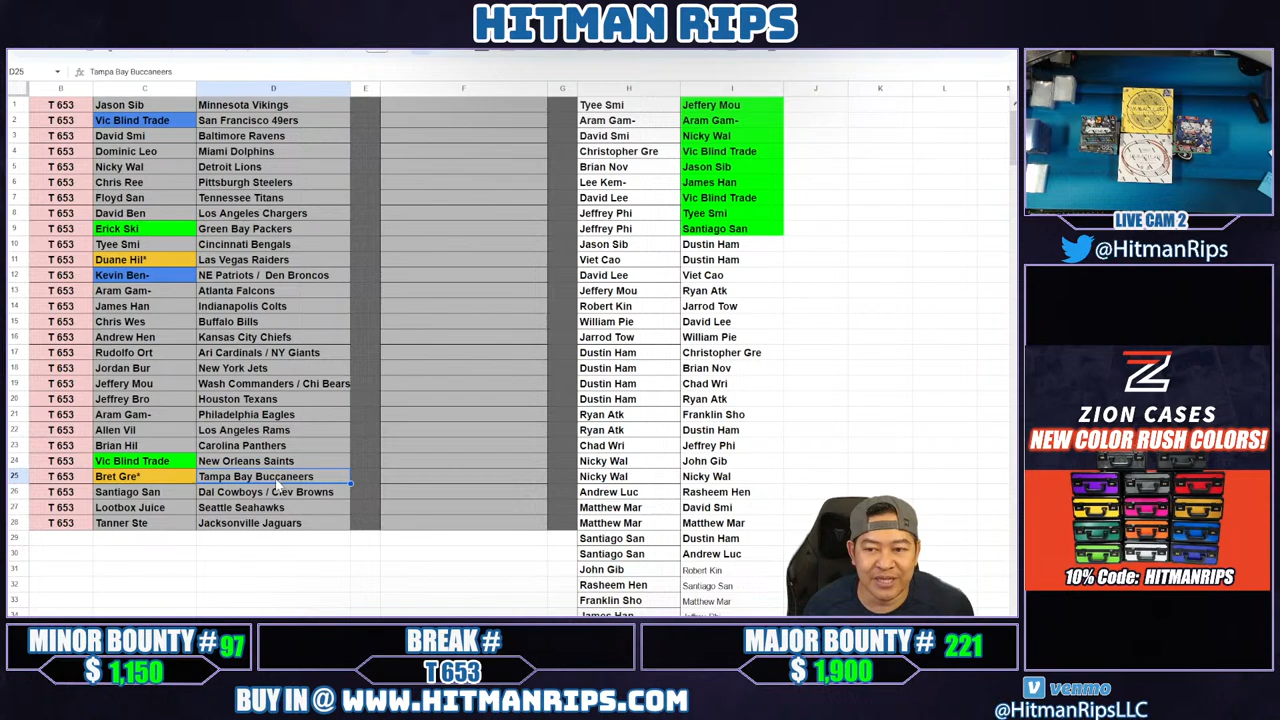 HITMAN RIPS
D25 fx Tampa Bay Buccaneers
B C D E F G H I J K L
1 T 653 Jason Sib Minnesota Vikings Tyee Smi Jeffery Mou
2 T 653 Vic Blind Trade San Francisco 49ers Aram Gam- Aram Gam-
3 T 653 David Smi Baltimore Ravens David Smi Nicky Wal
4 T 653 Dominic Leo Miami Dolphins Christopher Gre Vic Blind Trade
5 T 653 Nicky Wal Detroit Lions Brian Nov Jason Sib
6 T 653 Chris Ree Pittsburgh Steelers Lee Kem- James Han
7 T 653 Floyd San Tennessee Titans David Lee Vic Blind Trade
8 T 653 David Ben Los Angeles Chargers Jeffrey Phi Tyee Smi
9 T 653 Erick Ski Green Bay Packers Jeffrey Phi Santiago San
10 T 653 Tyee Smi Cincinnati Bengals Jason Sib Dustin Ham
11 T 653 Duane Hil* Las Vegas Raiders Viet Cao Dustin Ham
12 T 653 Kevin Ben- NE Patriots / Den Broncos David Lee Viet Cao
13 T 653 Aram Gam- Atlanta Falcons Jeffery Mou Ryan Atk
14 T 653 James Han Indianapolis Colts Robert Kin Jarrod Tow
15 T 653 Chris Wes Buffalo Bills William Pie David Lee
16 T 653 Andrew Hen Kansas City Chiefs Jarrod Tow William Pie
17 T 653 Rudolfo Ort Ari Cardinals / NY Giants Dustin Ham Christopher Gre
18 T 653 Jordan Bur New York Jets Dustin Ham Brian Nov
19 T 653 Jeffery Mou Wash Commanders / Chi Bears Dustin Ham Chad Wri
20 T 653 Jeffrey Bro Houston Texans Dustin Ham Ryan Atk
21 T 653 Aram Gam- Philadelphia Eagles Ryan Atk Franklin Sho
22 T 653 Allen Vil Los Angeles Rams Ryan Atk Dustin Ham
23 T 653 Brian Hil Carolina Panthers Chad Wri Jeffrey Phi
24 T 653 Vic Blind Trade New Orleans Saints Nicky Wal John Gib
25 T 653 Bret Gre* Tampa Bay Buccaneers Nicky Wal Nicky Wal
26 T 653 Santiago San Dal Cowboys / Clev Browns Andrew Luc Rasheem Hen
27 T 653 Lootbox Juice Seattle Seahawks Matthew Mar David Smi
28 T 653 Tanner Ste Jacksonville Jaguars Matthew Mar Matthew Mar
29 Santiago San Dustin Ham
30 Santiago San Andrew Luc
31 John Gib Robert Kin
32 Rasheem Hen Santiago San
33 Franklin Sho Matthew Mar
James Han
LIVE CAM 2
@HitmanRips
Z
ZION CASES
NEW COLOR RUSH COLORS!
10% Code: HITMANRIPS
MINOR BOUNTY # 97
$ 1,150
BREAK #
T 653
MAJOR BOUNTY # 221
$ 1,900
BUY IN @ WWW.HITMANRIPS.COM
venmo
@HitmanRipsLLC